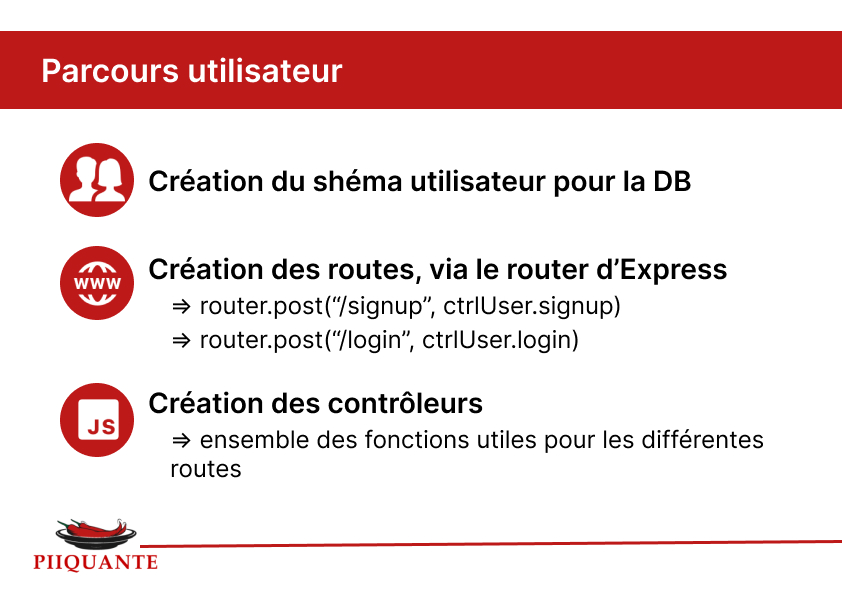 Parcours utilisateur
Création du shéma utilisateur pour la DB
WWW
Création des routes, via le router d’Express
⇒ router.post(“/signup”, ctrlUser.signup)
⇒ router.post(“/login”, ctrlUser.login)
JS
Création des contrôleurs
⇒ ensemble des fonctions utiles pour les différentes
routes
PIIQUANTE